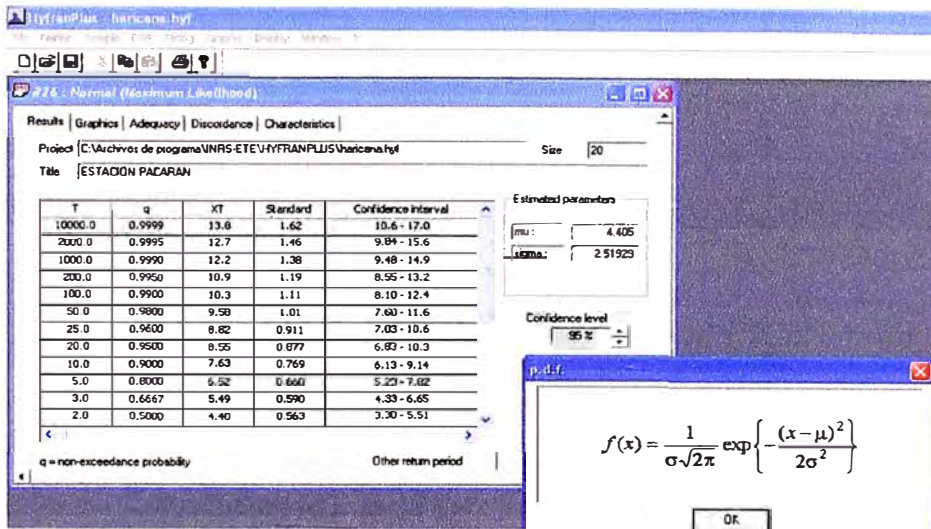 HyfranPlus - haricana.hyf
#26 : Normal (Maximum Likelihood)
Results | Graphics | Adequacy | Discordance | Characteristics
Project C:\Archivos de programa\INRS-ETE\HYFRANPLUS\haricana.hyf Size 20
Title ESTACION PACARAN
T q XT Standard Confidence interval
10000.0 0.9999 13.8 1.62 10.6 - 17.0
2000.0 0.9995 12.7 1.46 9.84 - 15.6
1000.0 0.9990 12.2 1.38 9.48 - 14.9
200.0 0.9950 10.9 1.19 8.55 - 13.2
100.0 0.9900 10.3 1.11 8.10 - 12.4
50.0 0.9800 9.58 1.01 7.60 - 11.6
25.0 0.9600 8.82 0.911 7.03 - 10.6
20.0 0.9500 8.55 0.877 6.83 - 10.3
10.0 0.9000 7.63 0.769 6.13 - 9.14
5.0 0.8000 6.52 0.660 5.23 - 7.82
3.0 0.6667 5.49 0.590 4.33 - 6.65
2.0 0.5000 4.40 0.563 3.30 - 5.51
q = non-exceedance probability Other return period
Estimated parameters
mu : 4.405
sigma : 2.51929
Confidence level
95 %
p.d.f.
f(x) = 1/(σ√2π) exp{-(x-μ)²/(2σ²)}
OK